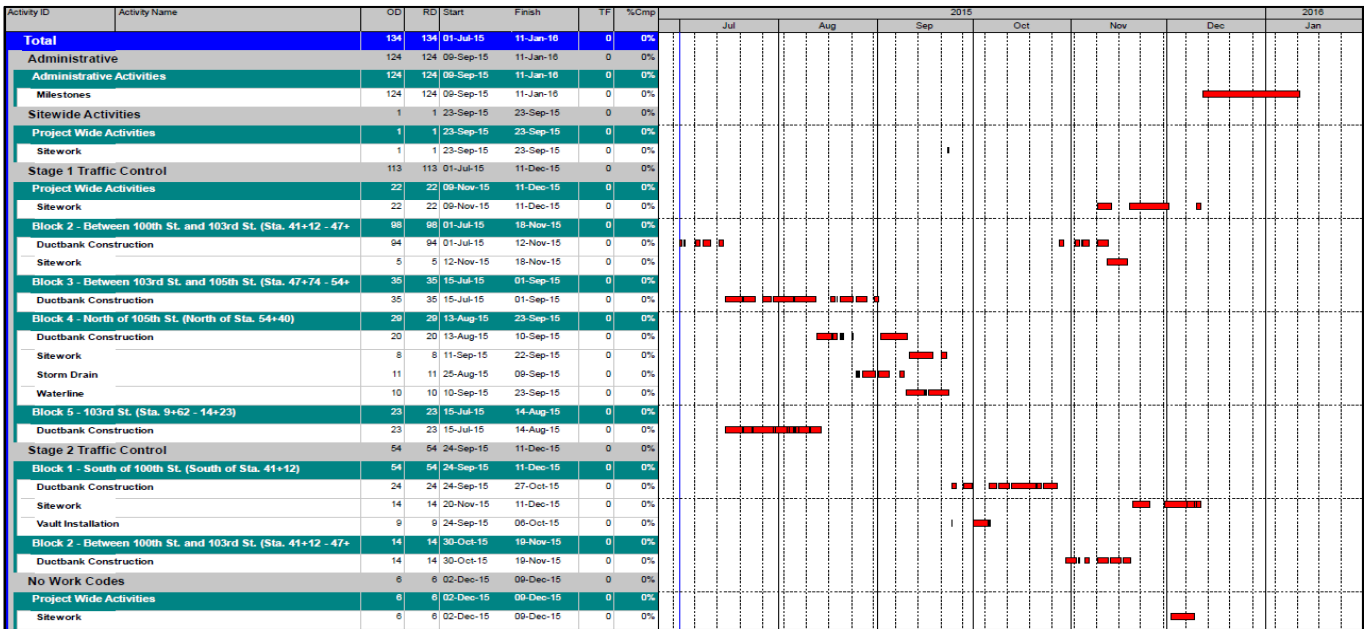 Activity ID Activity Name OD RD Start Finish TF %Cmp 2015 2016
Jul Aug Sep Oct Nov Dec Jan
Total 134 134 01-Jul-15 11-Jan-16 0 0%
Administrative 124 124 09-Sep-15 11-Jan-16 0 0%
Administrative Activities 124 124 09-Sep-15 11-Jan-16 0 0%
Milestones 124 124 09-Sep-15 11-Jan-16 0 0%
Sitewide Activities 1 1 23-Sep-15 23-Sep-15 0 0%
Project Wide Activities 1 1 23-Sep-15 23-Sep-15 0 0%
Sitework 1 1 23-Sep-15 23-Sep-15 0 0%
Stage 1 Traffic Control 113 113 01-Jul-15 11-Dec-15 0 0%
Project Wide Activities 22 22 09-Nov-15 11-Dec-15 0 0%
Sitework 22 22 09-Nov-15 11-Dec-15 0 0%
Block 2 - Between 100th St. and 103rd St. (Sta. 41+12 - 47+ 98 98 01-Jul-15 18-Nov-15 0 0%
Ductbank Construction 94 94 01-Jul-15 12-Nov-15 0 0%
Sitework 5 5 12-Nov-15 18-Nov-15 0 0%
Block 3 - Between 103rd St. and 105th St. (Sta. 47+74 - 54+ 35 35 15-Jul-15 01-Sep-15 0 0%
Ductbank Construction 35 35 15-Jul-15 01-Sep-15 0 0%
Block 4 - North of 105th St. (North of Sta. 54+40) 29 29 13-Aug-15 23-Sep-15 0 0%
Ductbank Construction 20 20 13-Aug-15 10-Sep-15 0 0%
Sitework 8 8 11-Sep-15 22-Sep-15 0 0%
Storm Drain 11 11 25-Aug-15 09-Sep-15 0 0%
Waterline 10 10 10-Sep-15 23-Sep-15 0 0%
Block 5 - 103rd St. (Sta. 9+62 - 14+23) 23 23 15-Jul-15 14-Aug-15 0 0%
Ductbank Construction 23 23 15-Jul-15 14-Aug-15 0 0%
Stage 2 Traffic Control 54 54 24-Sep-15 11-Dec-15 0 0%
Block 1 - South of 100th St. (South of Sta. 41+12) 54 54 24-Sep-15 11-Dec-15 0 0%
Ductbank Construction 24 24 24-Sep-15 27-Oct-15 0 0%
Sitework 14 14 20-Nov-15 11-Dec-15 0 0%
Vault Installation 9 9 24-Sep-15 06-Oct-15 0 0%
Block 2 - Between 100th St. and 103rd St. (Sta. 41+12 - 47+ 14 14 30-Oct-15 19-Nov-15 0 0%
Ductbank Construction 14 14 30-Oct-15 19-Nov-15 0 0%
No Work Codes 6 6 02-Dec-15 09-Dec-15 0 0%
Project Wide Activities 6 6 02-Dec-15 09-Dec-15 0 0%
Sitework 6 6 02-Dec-15 09-Dec-15 0 0%